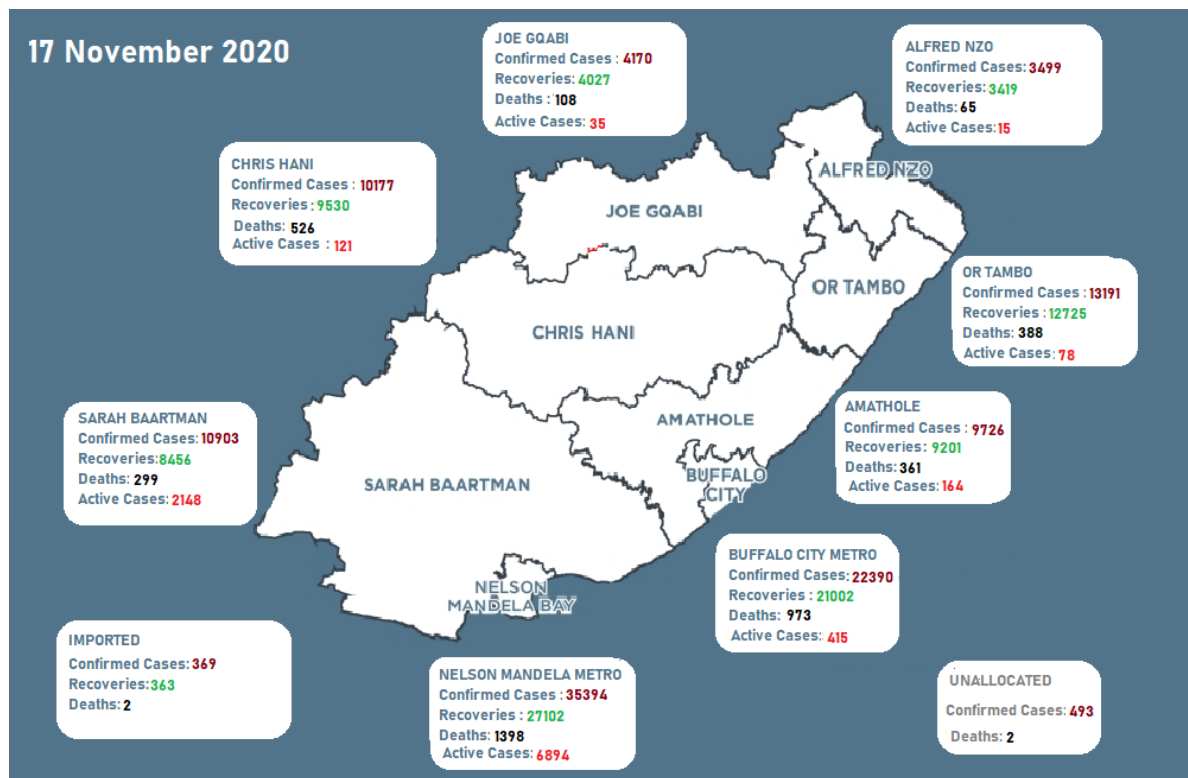 17 November 2020
JOE GQABI
Confirmed Cases : 4170
Recoveries: 4027
Deaths : 108
Active Cases: 35
ALFRED NZO
Confirmed Cases :3499
Recoveries:3419
Deaths: 65
Active Cases: 15
CHRIS HANI
Confirmed Cases : 10177
Recoveries :9530
Deaths: 526
Active Cases : 121
ALFRED NZO
JOE GQABI
OR TAMBO
CHRIS HANI
AMATHOLE
BUFFALO
CITY
SARAH BAARTMAN
NELSON
MANDELA BAY
OR TAMBO
Confirmed Cases : 13191
Recoveries : 12725
Deaths: 388
Active Cases: 78
SARAH BAARTMAN
Confirmed Cases: 10903
Recoveries:8456
Deaths: 299
Active Cases: 2148
AMATHOLE
Confirmed Cases : 9726
Recoveries : 9201
Deaths: 361
Active Cases: 164
BUFFALO CITY METRO
Confirmed Cases: 22390
Recoveries : 21002
Deaths: 973
Active Cases: 415
IMPORTED
Confirmed Cases: 369
Recoveries: 363
Deaths: 2
NELSON MANDELA METRO
Confirmed Cases : 35394
Recoveries : 27102
Deaths: 1398
Active Cases: 6894
UNALLOCATED
Confirmed Cases: 493
Deaths: 2